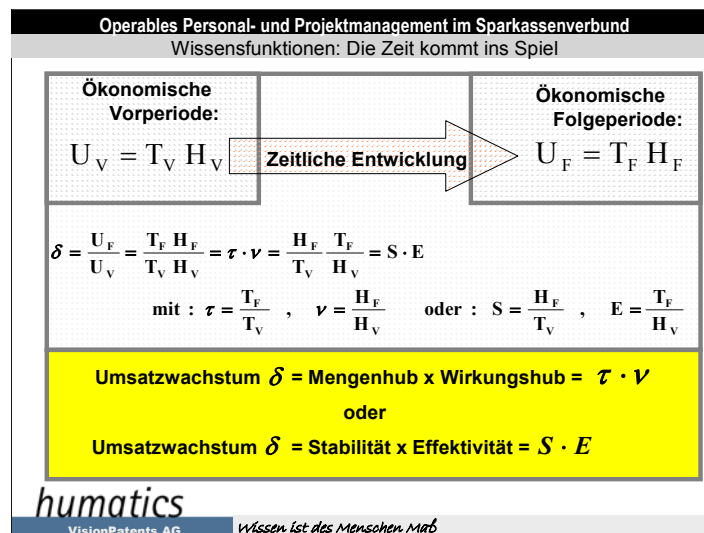 Operables Personal- und Projektmanagement im Sparkassenverbund
Wissensfunktionen: Die Zeit kommt ins Spiel
Ökonomische
Vorperiode:
U_V = T_V H_V
Zeitliche Entwicklung
Ökonomische
Folgeperiode:
U_F = T_F H_F
δ = U_F / U_V = T_F H_F / T_V H_V = τ · ν = H_F / T_V T_F / H_V = S · E
mit : τ = T_F / T_V , ν = H_F / H_V oder : S = H_F / T_V , E = T_F / H_V
Umsatzwachstum δ = Mengenhub x Wirkungshub = τ · ν
oder
Umsatzwachstum δ = Stabilität x Effektivität = S · E
humatics
VisionPatents AG
Wissen ist des Menschen Maß